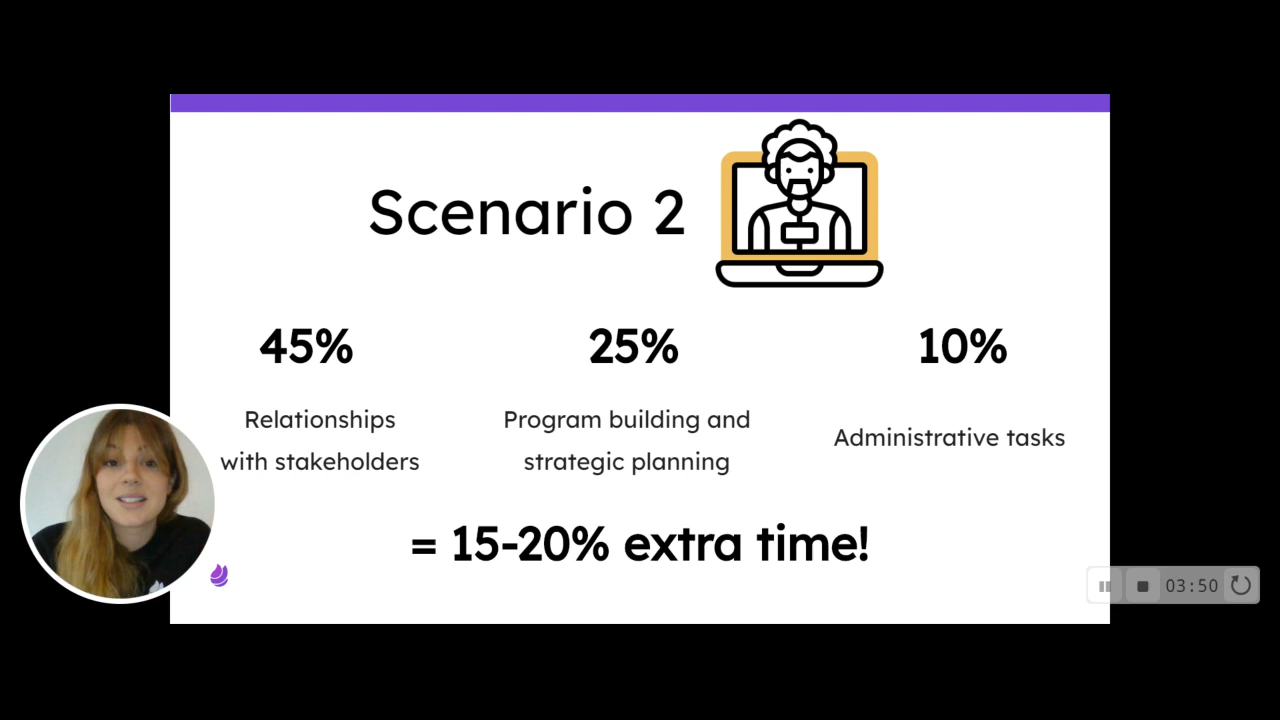 Scenario 2
45%
25%
10%
Relationships
with stakeholders
Program building and
strategic planning
Administrative tasks
= 15-20% extra time!
03:50